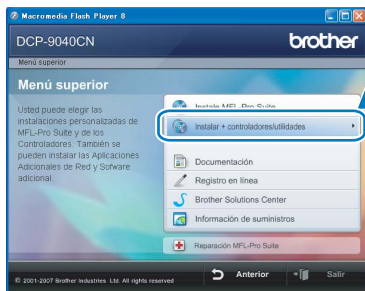 Macromedia Flash Player 8
DCP-9040CN
brother
Menú superior
Menú superior
Usted puede elegir las
instalaciones personalizadas de
MFL-Pro Suite y de los
Controladores. También se
pueden instalar las Aplicaciones
Adicionales de Red y Sofware
adicional.
Instale MFL-Pro Suite
Instalar + controladores/utilidades
Documentación
Registro en línea
Brother Solutions Center
Información de suministros
Reparación MFL-Pro Suite
© 2001-2007 Brother Industries Ltd. All rights reserved
Anterior
Salir